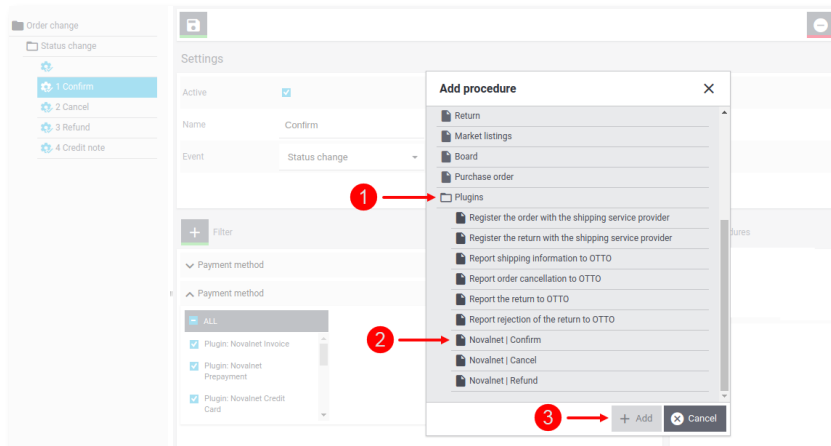 Order change
Status change
1 Confirm
2 Cancel
3 Refund
4 Credit note
Settings
Active
Name
Confirm
Event
Status change
Filter
Payment method
Payment method
ALL
Plugin: Novalnet Invoice
Plugin: Novalnet
Prepayment
Plugin: Novalnet Credit
Card
Add procedure
Return
Market listings
Board
Purchase order
1
Plugins
Register the order with the shipping service provider
Register the return with the shipping service provider
Report shipping information to OTTO
Report order cancellation to OTTO
Report the return to OTTO
Report rejection of the return to OTTO
2
Novalnet | Confirm
Novalnet | Cancel
Novalnet | Refund
3
+ Add
Cancel